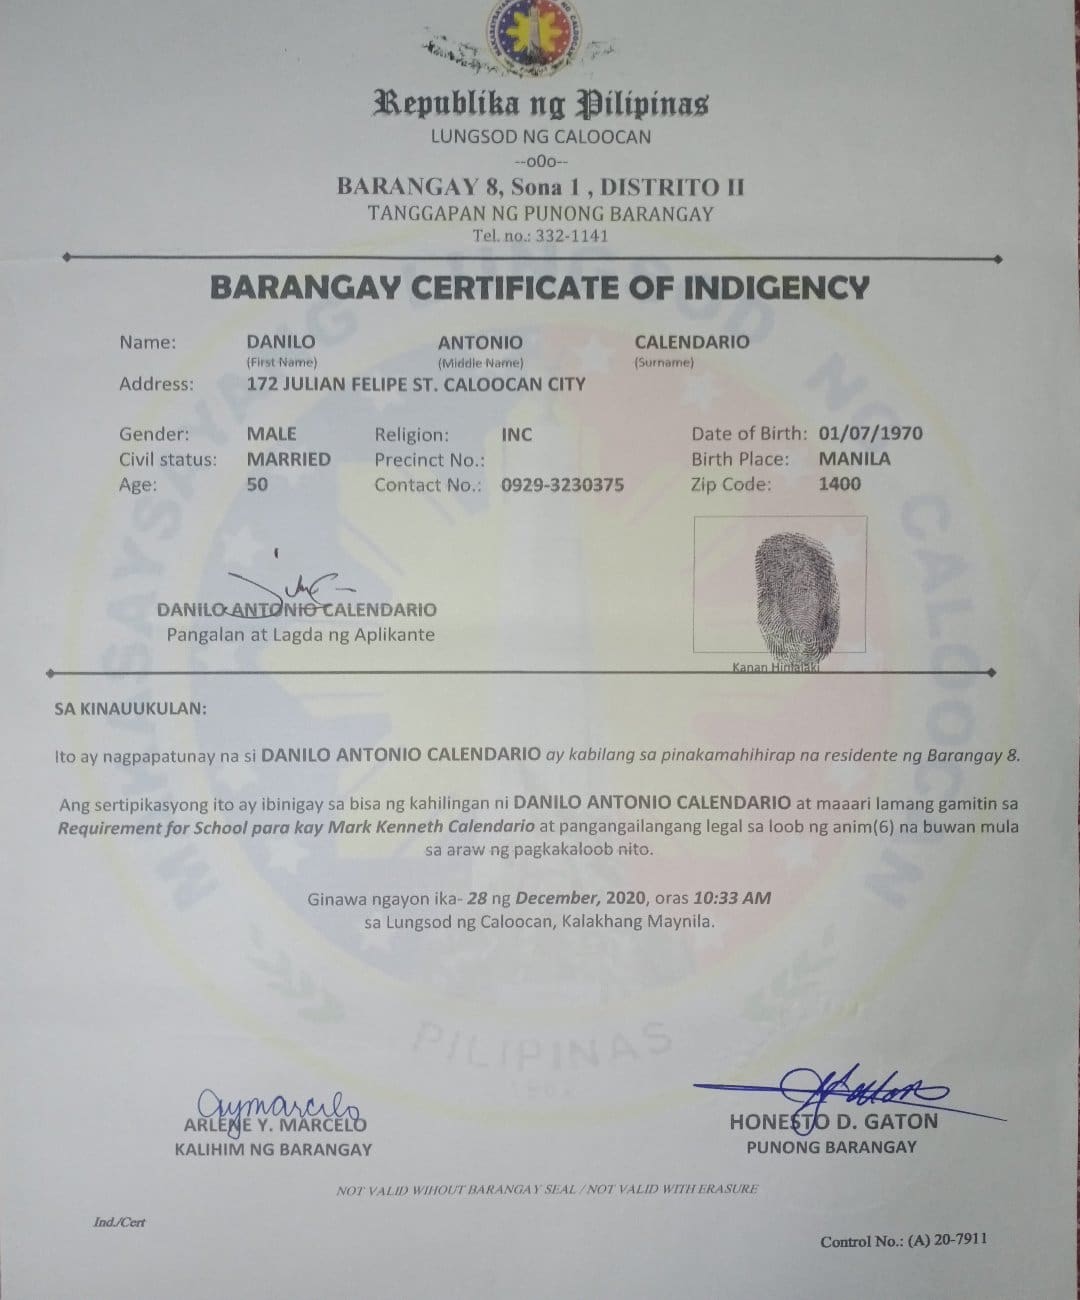 Republika ng Pilipinas
LUNGSOD NG CALOOCAN
--o0o--
BARANGAY 8, Sona 1 , DISTRITO II
TANGGAPAN NG PUNONG BARANGAY
Tel. no.: 332-1141
BARANGAY CERTIFICATE OF INDIGENCY
Name: DANILO ANTONIO CALENDARIO
(First Name) (Middle Name) (Surname)
Address: 172 JULIAN FELIPE ST. CALOOCAN CITY
Gender: MALE Religion: INC Date of Birth: 01/07/1970
Civil status: MARRIED Precinct No.: Birth Place: MANILA
Age: 50 Contact No.: 0929-3230375 Zip Code: 1400
DANILO ANTONIO CALENDARIO
Pangalan at Lagda ng Aplikante
Kanan Hinlalaki
SA KINAUUKULAN:
Ito ay nagpapatunay na si DANILO ANTONIO CALENDARIO ay kabilang sa pinakamahihirap na residente ng Barangay 8.
Ang sertipikasyong ito ay ibinigay sa bisa ng kahilingan ni DANILO ANTONIO CALENDARIO at maaari lamang gamitin sa
Requirement for School para kay Mark Kenneth Calendario at pangangailangang legal sa loob ng anim(6) na buwan mula
sa araw ng pagkakaloob nito.
Ginawa ngayon ika- 28 ng December, 2020, oras 10:33 AM
sa Lungsod ng Caloocan, Kalakhang Maynila.
MAKASAYSAYANG LUNGSOD NG CALOOCAN
PILIPINAS
aymarcelo
ARLENE Y. MARCELO
KALIHIM NG BARANGAY
HONESTO D. GATON
PUNONG BARANGAY
NOT VALID WIHOUT BARANGAY SEAL / NOT VALID WITH ERASURE
Ind./Cert
Control No.: (A) 20-7911